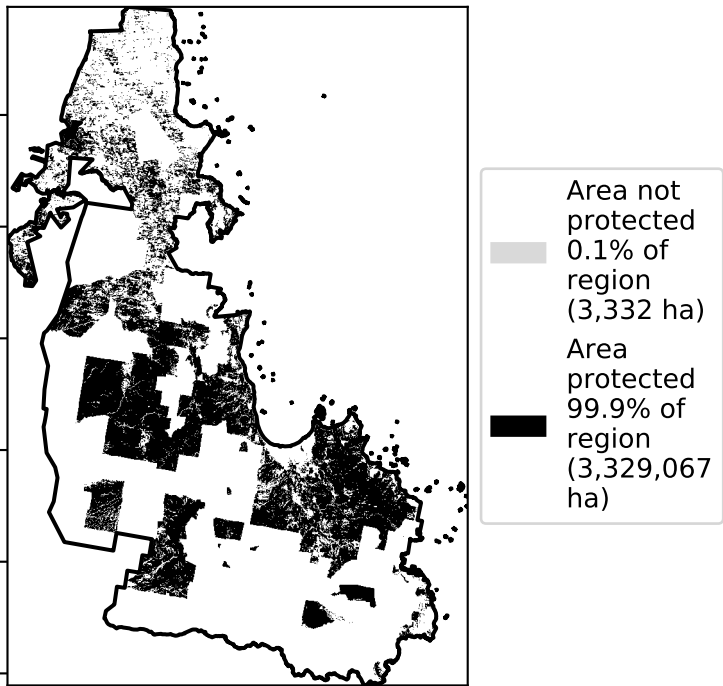 Area not
protected
0.1% of
region
(3,332 ha)
Area
protected
99.9% of
region
(3,329,067
ha)